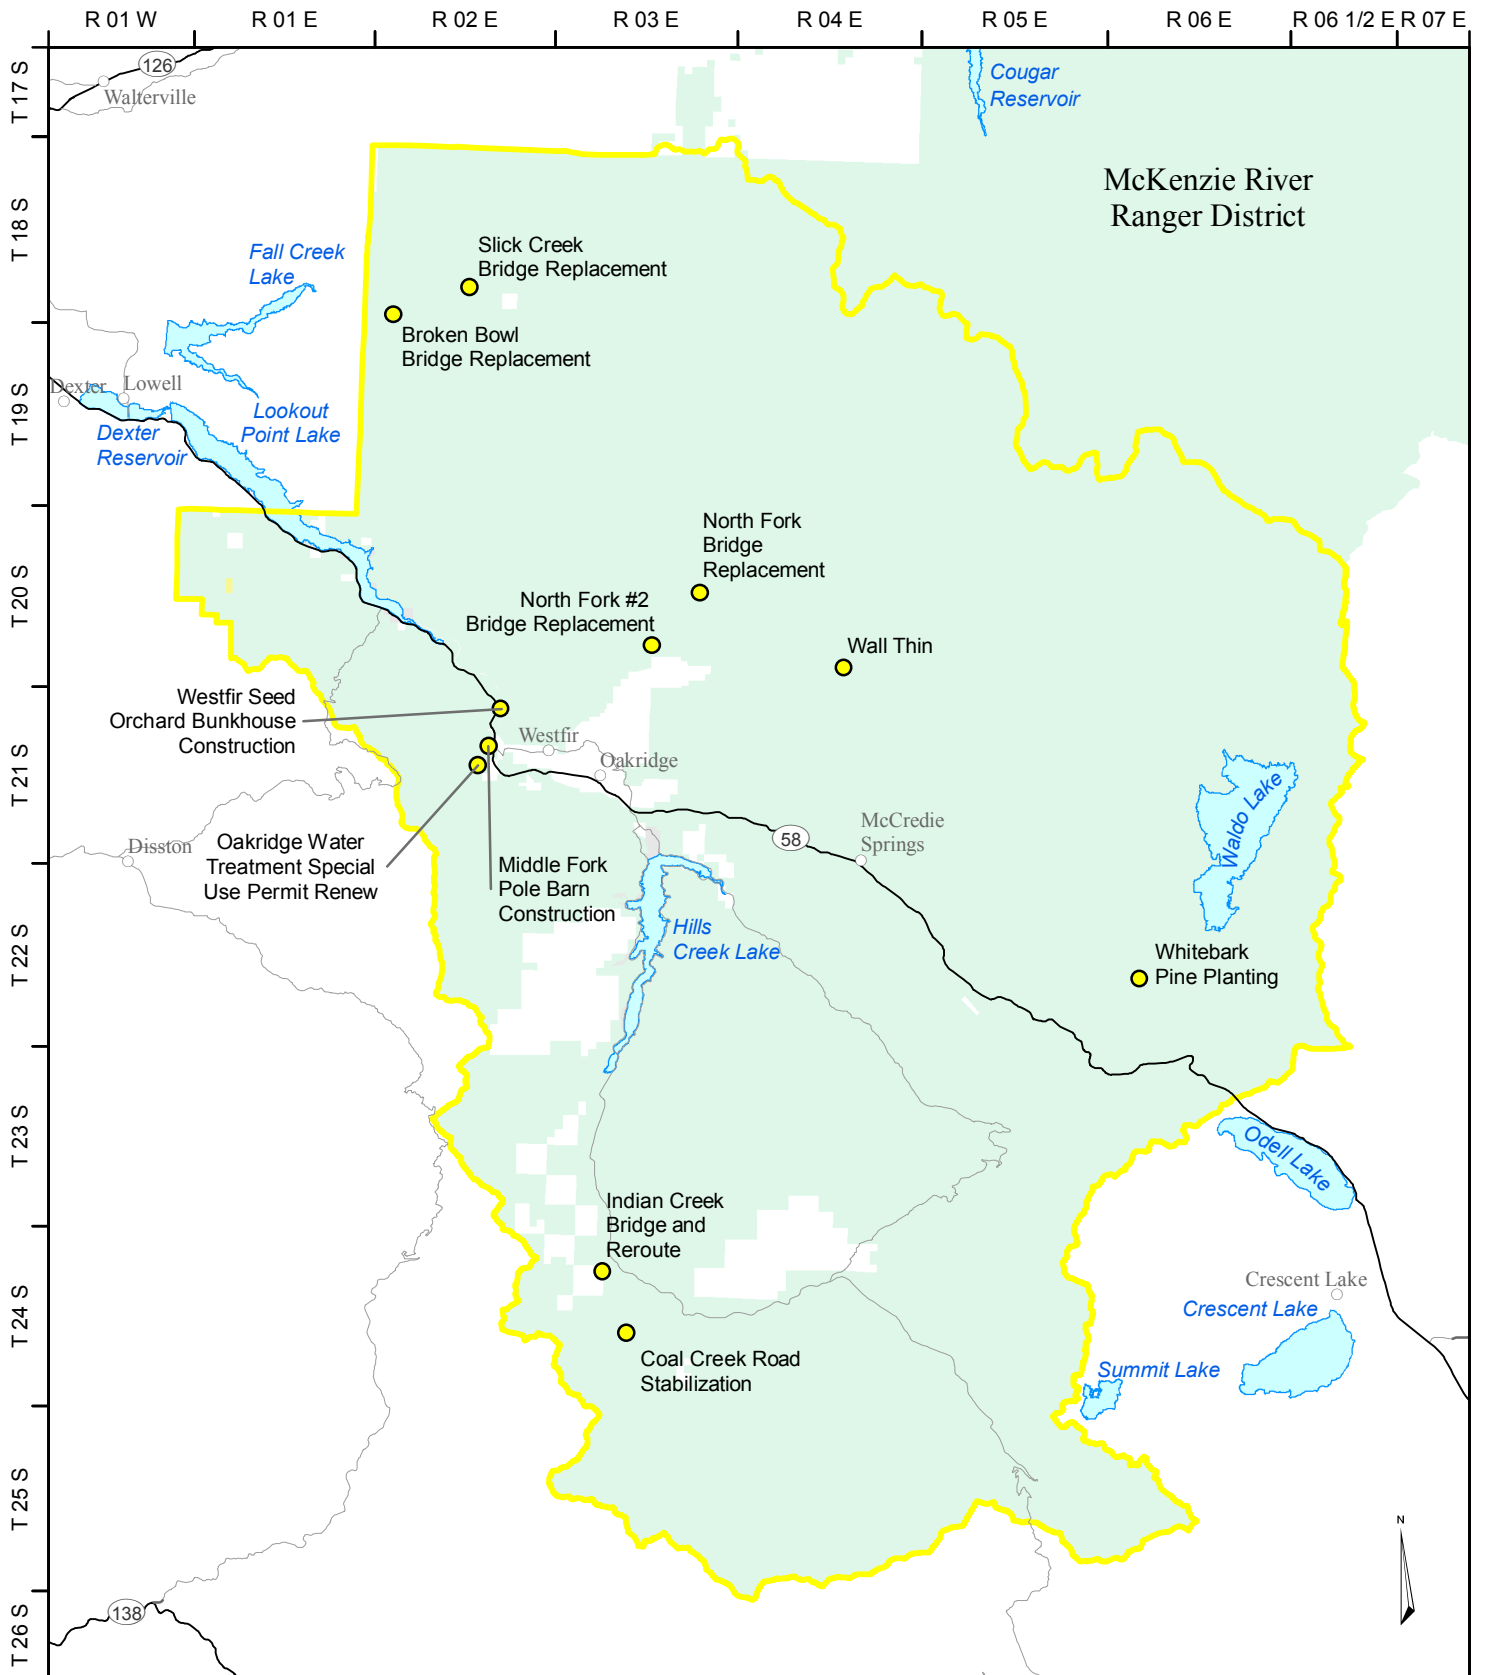 R 01 W
R 01 E
R 02 E
R 03 E
R 04 E
R 05 E
R 06 E
R 06 1/2 E
R 07 E
T 17 S
T 18 S
T 19 S
T 20 S
T 21 S
T 22 S
T 23 S
T 24 S
T 25 S
T 26 S
126
Walterville
Cougar
Reservoir
McKenzie River
Ranger District
Fall Creek
Lake
Slick Creek
Bridge Replacement
Broken Bowl
Bridge Replacement
Dexter
Lowell
Lookout
Point Lake
Dexter
Reservoir
North Fork
Bridge
Replacement
North Fork #2
Bridge Replacement
Wall Thin
Westfir Seed
Orchard Bunkhouse
Construction
Westfir
Oakridge
Waldo Lake
Disston
Oakridge Water
Treatment Special
Use Permit Renew
58
McCredie
Springs
Middle Fork
Pole Barn
Construction
Hills
Creek Lake
Whitebark
Pine Planting
Odell Lake
Indian Creek
Bridge and
Reroute
Crescent Lake
Crescent Lake
Coal Creek Road
Stabilization
Summit Lake
N
138